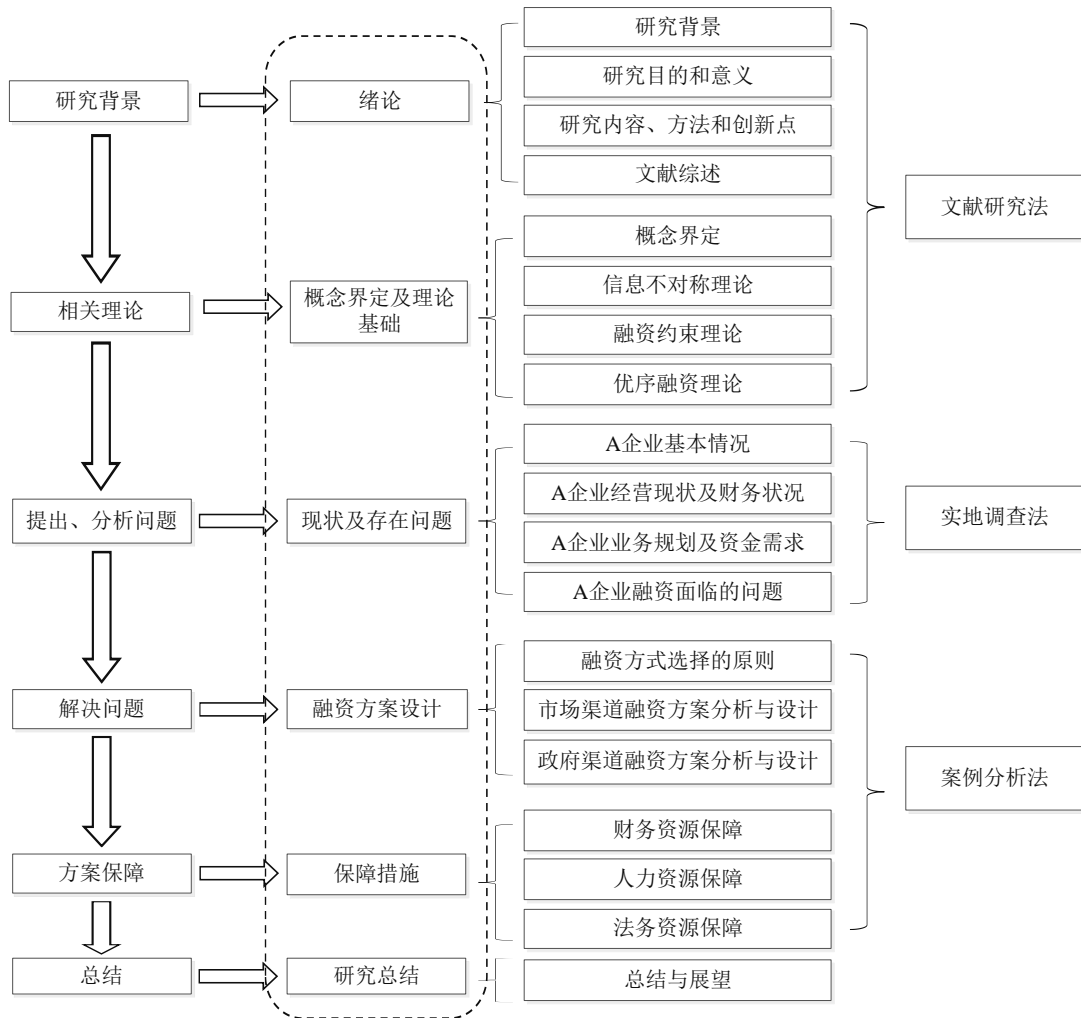 研究背景
绪论
研究背景
研究目的和意义
研究内容、方法和创新点
文献综述
文献研究法
相关理论
概念界定及理论
基础
概念界定
信息不对称理论
融资约束理论
优序融资理论
提出、分析问题
现状及存在问题
A企业基本情况
A企业经营现状及财务状况
A企业业务规划及资金需求
A企业融资面临的问题
实地调查法
解决问题
融资方案设计
融资方式选择的原则
市场渠道融资方案分析与设计
政府渠道融资方案分析与设计
案例分析法
方案保障
保障措施
财务资源保障
人力资源保障
法务资源保障
总结
研究总结
总结与展望